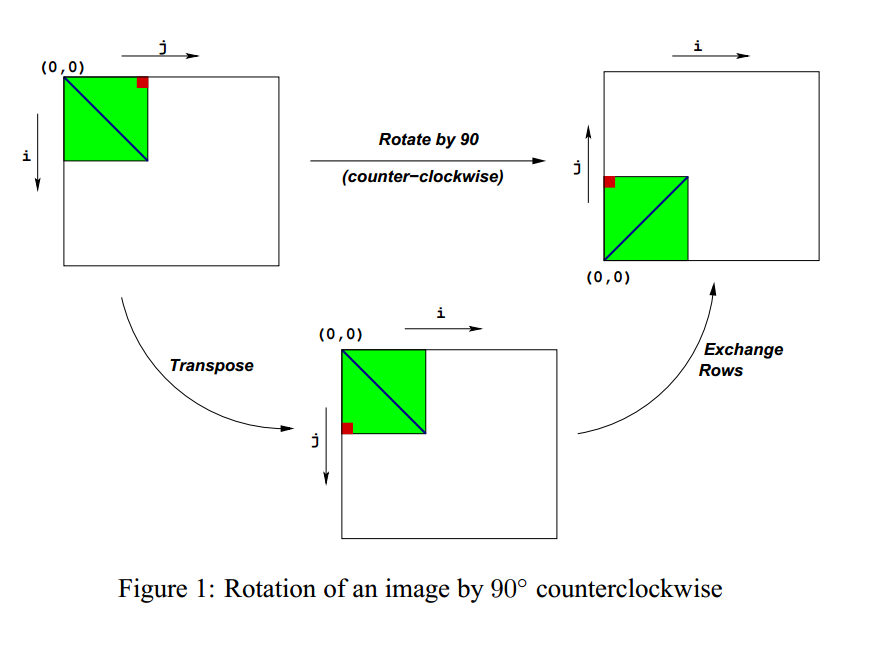 j
(0,0)
i
Rotate by 90
(counter−clockwise)
i
j
(0,0)
Transpose
i
(0,0)
j
Exchange
Rows
Figure 1: Rotation of an image by 90° counterclockwise